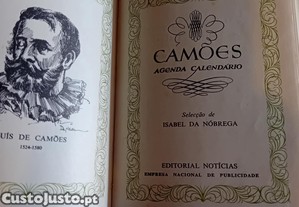 UÍS DE CAMÕES
1524-1580
CAMÕES
AGENDA CALENDÁRIO
Selecção de
ISABEL DA NÓBREGA
EDITORIAL NOTÍCIAS
EMPRESA NACIONAL DE PUBLICIDADE
CustoJusto.pt